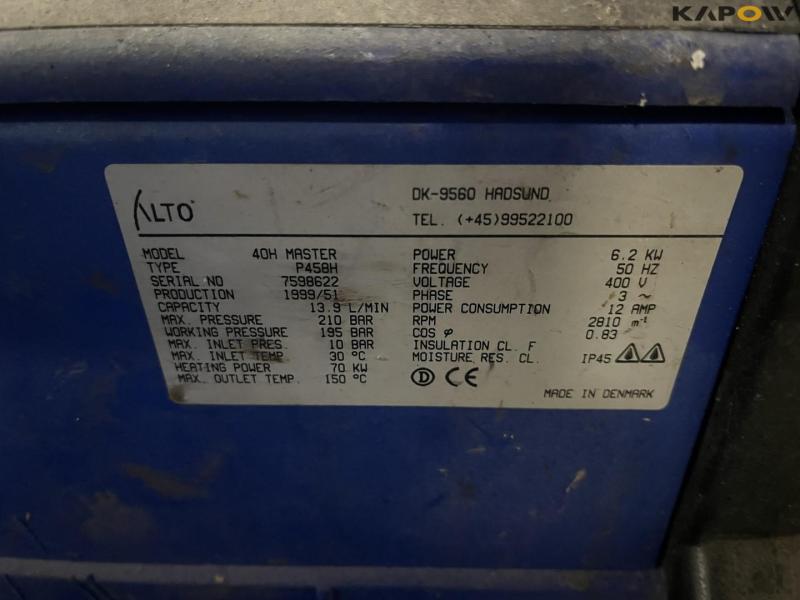 KAPOW
ALTO
DK-9560 HADSUND
TEL. (+45)99522100
MODEL 40H MASTER
TYPE P458H
SERIAL NO 7598622
PRODUCTION 1999/51
CAPACITY 13.9 L/MIN
MAX. PRESSURE 210 BAR
WORKING PRESSURE 195 BAR
MAX. INLET PRES. 10 BAR
MAX. INLET TEMP. 30 °C
HEATING POWER 70 KW
MAX. OUTLET TEMP. 150 °C
POWER 6.2 KW
FREQUENCY 50 HZ
VOLTAGE 400 V
PHASE 3 ~
POWER CONSUMPTION 12 AMP
RPM 2810 m⁻¹
COS φ 0.83
INSULATION CL. F
MOISTURE RES. CL. IP45
D CE
MADE IN DENMARK